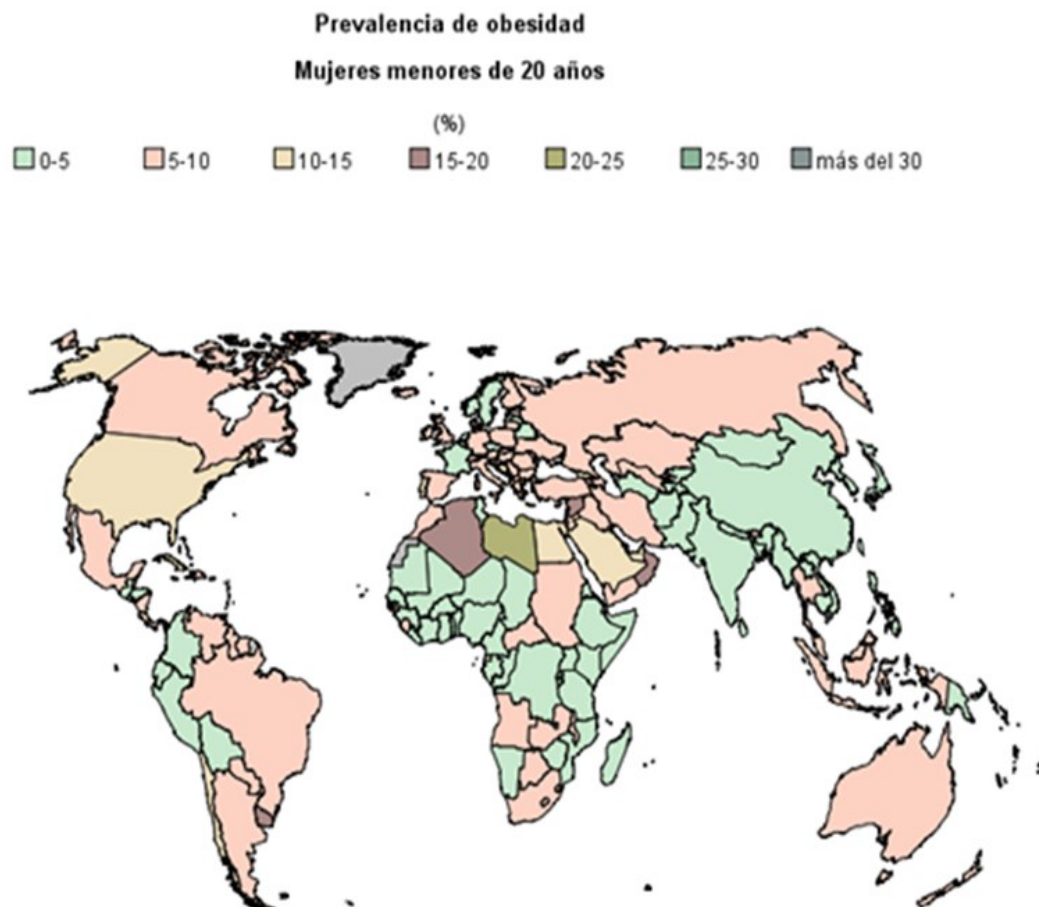 Prevalencia de obesidad
Mujeres menores de 20 años
(%)
0-5 5-10 10-15 15-20 20-25 25-30 más del 30